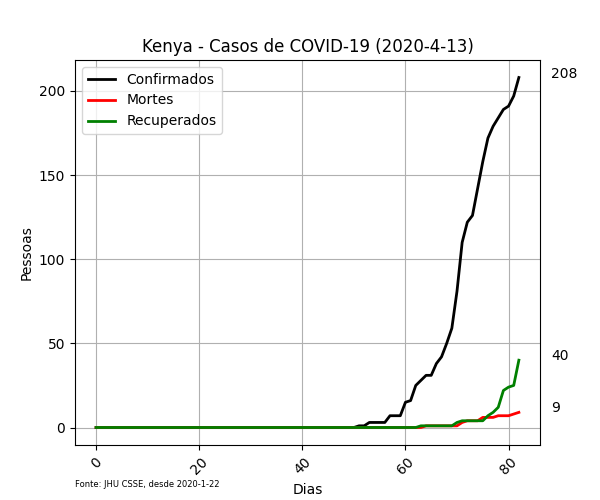 Kenya - Casos de COVID-19 (2020-4-13)
Confirmados
Mortes
Recuperados
208
40
9
200
150
100
50
0
Pessoas
0 20 40 60 80
Dias
Fonte: JHU CSSE, desde 2020-1-22